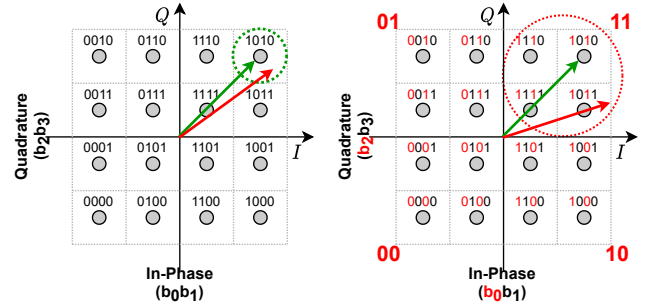 Q
0010 0110 1110 1010
0011 0111 1111 1011
I
0001 0101 1101 1001
0000 0100 1100 1000
Quadrature
(b2b3)
In-Phase
(b0b1)
01 Q 11
0010 0110 1110 1010
0011 0111 1111 1011
I
0001 0101 1101 1001
0000 0100 1100 1000
00 10
Quadrature
(b2b3)
In-Phase
(b0b1)